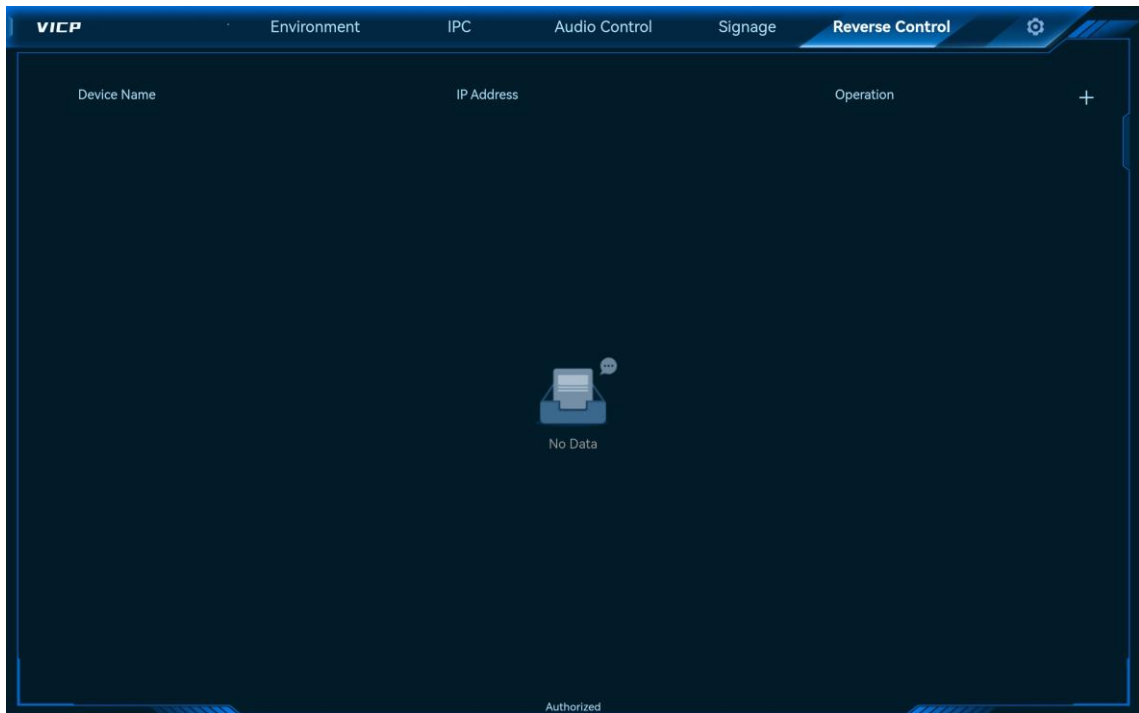 VICP Environment IPC Audio Control Signage Reverse Control
Device Name IP Address Operation
No Data
Authorized